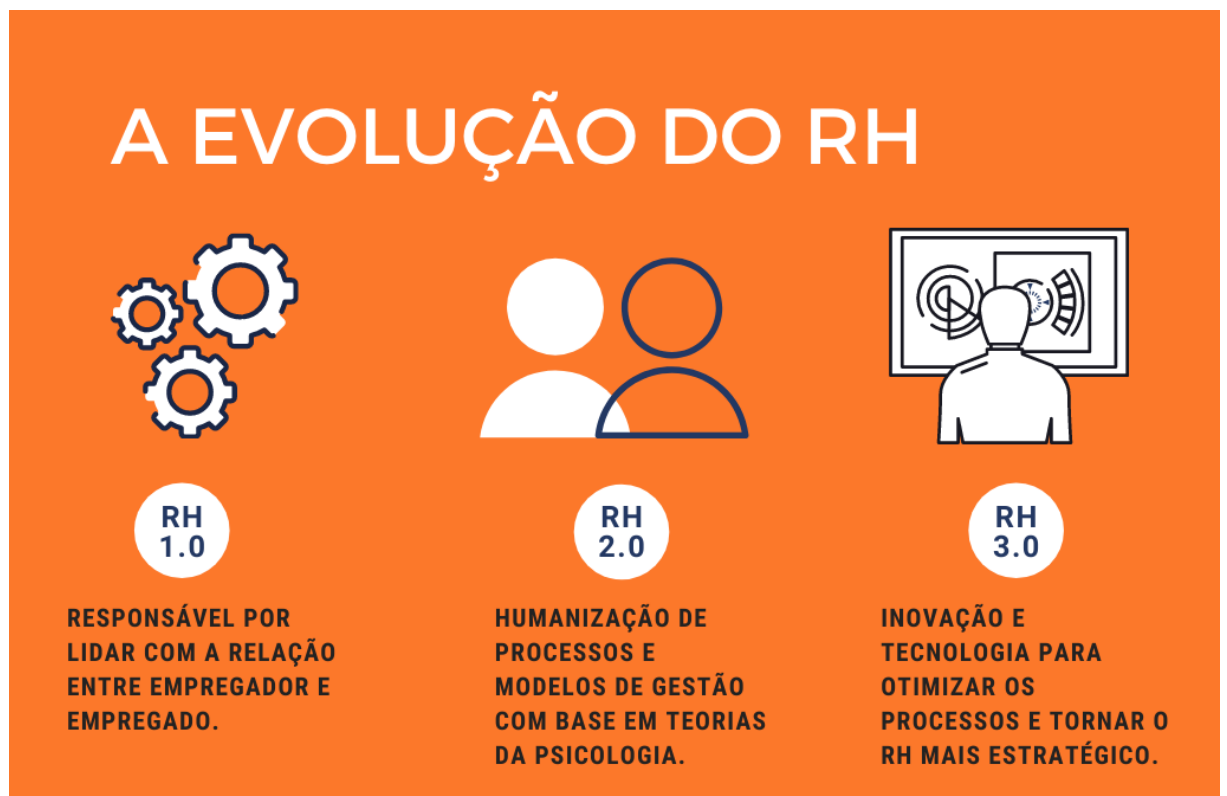 A EVOLUÇÃO DO RH
RH
1.0
RESPONSÁVEL POR
LIDAR COM A RELAÇÃO
ENTRE EMPREGADOR E
EMPREGADO.
RH
2.0
HUMANIZAÇÃO DE
PROCESSOS E
MODELOS DE GESTÃO
COM BASE EM TEORIAS
DA PSICOLOGIA.
RH
3.0
INOVAÇÃO E
TECNOLOGIA PARA
OTIMIZAR OS
PROCESSOS E TORNAR O
RH MAIS ESTRATÉGICO.